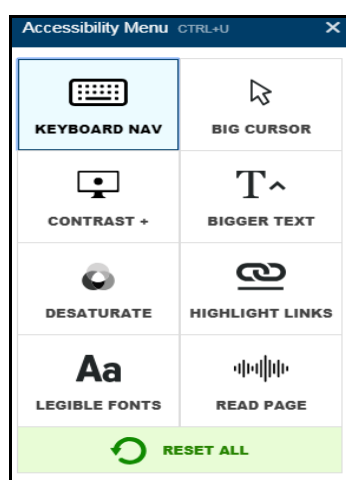 Accessibility Menu CTRL+U ×
KEYBOARD NAV BIG CURSOR
T
CONTRAST + BIGGER TEXT
DESATURATE HIGHLIGHT LINKS
Aa
LEGIBLE FONTS READ PAGE
RESET ALL